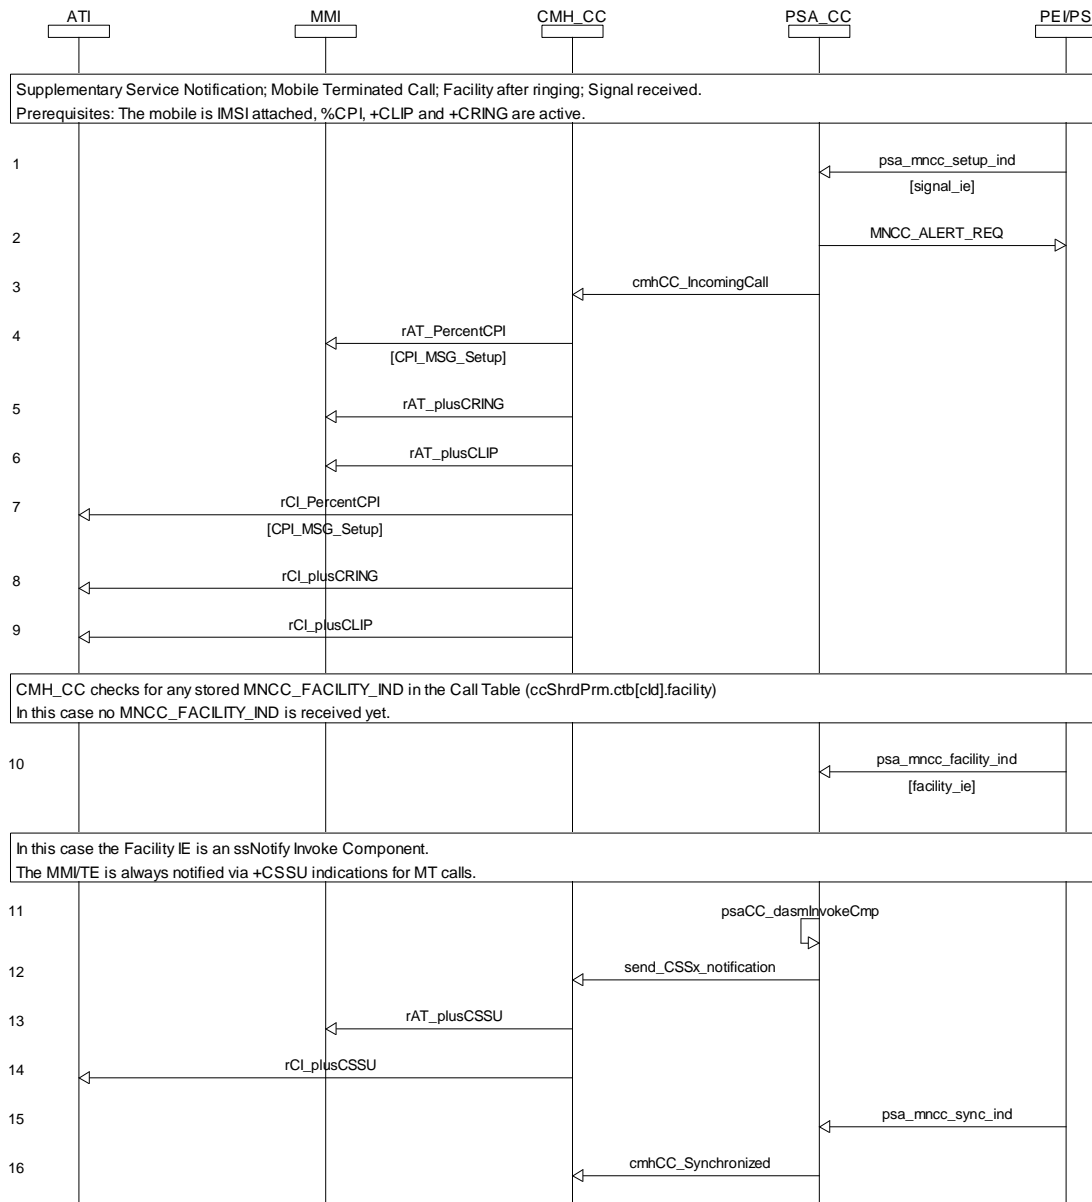 ATI MMI CMH_CC PSA_CC PEI/PS
Supplementary Service Notification; Mobile Terminated Call; Facility after ringing; Signal received.
Prerequisites: The mobile is IMSI attached, %CPI, +CLIP and +CRING are active.
1 psa_mncc_setup_ind
[signal_ie]
2 MNCC_ALERT_REQ
3 cmhCC_IncomingCall
4 rAT_PercentCPI
[CPI_MSG_Setup]
5 rAT_plusCRING
6 rAT_plusCLIP
7 rCI_PercentCPI
[CPI_MSG_Setup]
8 rCI_plusCRING
9 rCI_plusCLIP
CMH_CC checks for any stored MNCC_FACILITY_IND in the Call Table (ccShrdPrm.ctb[cId].facility)
In this case no MNCC_FACILITY_IND is received yet.
10 psa_mncc_facility_ind
[facility_ie]
In this case the Facility IE is an ssNotify Invoke Component.
The MMI/TE is always notified via +CSSU indications for MT calls.
11 psaCC_dasmInvokeCmp
12 send_CSSx_notification
13 rAT_plusCSSU
14 rCI_plusCSSU
15 psa_mncc_sync_ind
16 cmhCC_Synchronized